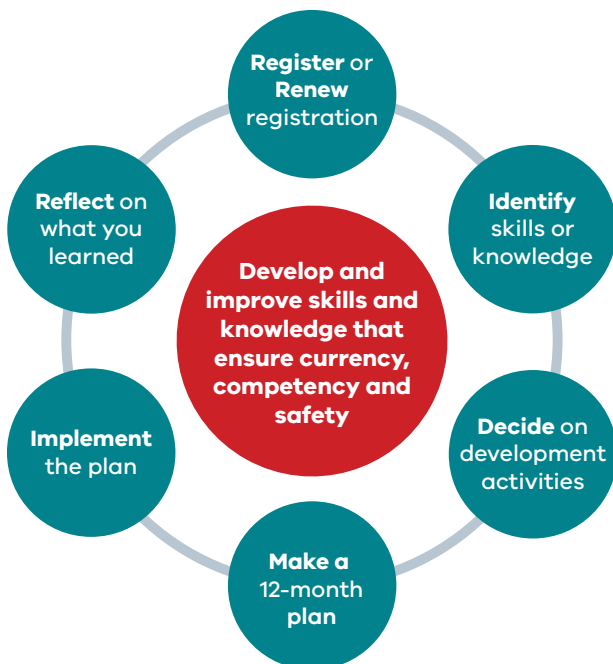 Register or
Renew
registration
Identify
skills or
knowledge
Decide on
development
activities
Make a
12-month
plan
Implement
the plan
Reflect on
what you
learned
Develop and
improve skills and
knowledge that
ensure currency,
competency and
safety